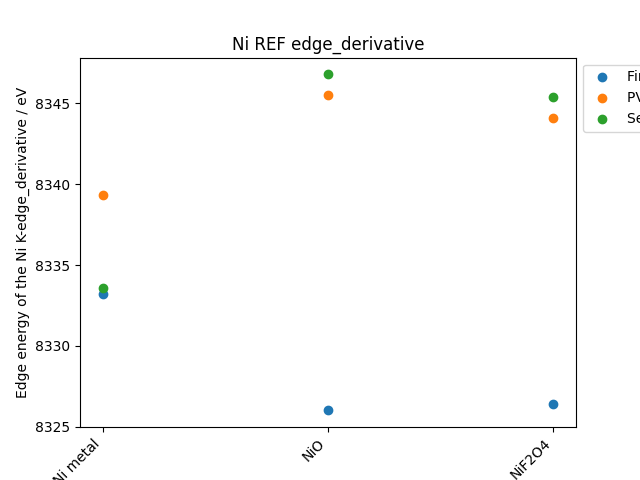 Ni REF edge_derivative
Edge energy of the Ni K-edge_derivative / eV
8345
8340
8335
8330
8325
Ni metal
NiO
NiF2O4
PV